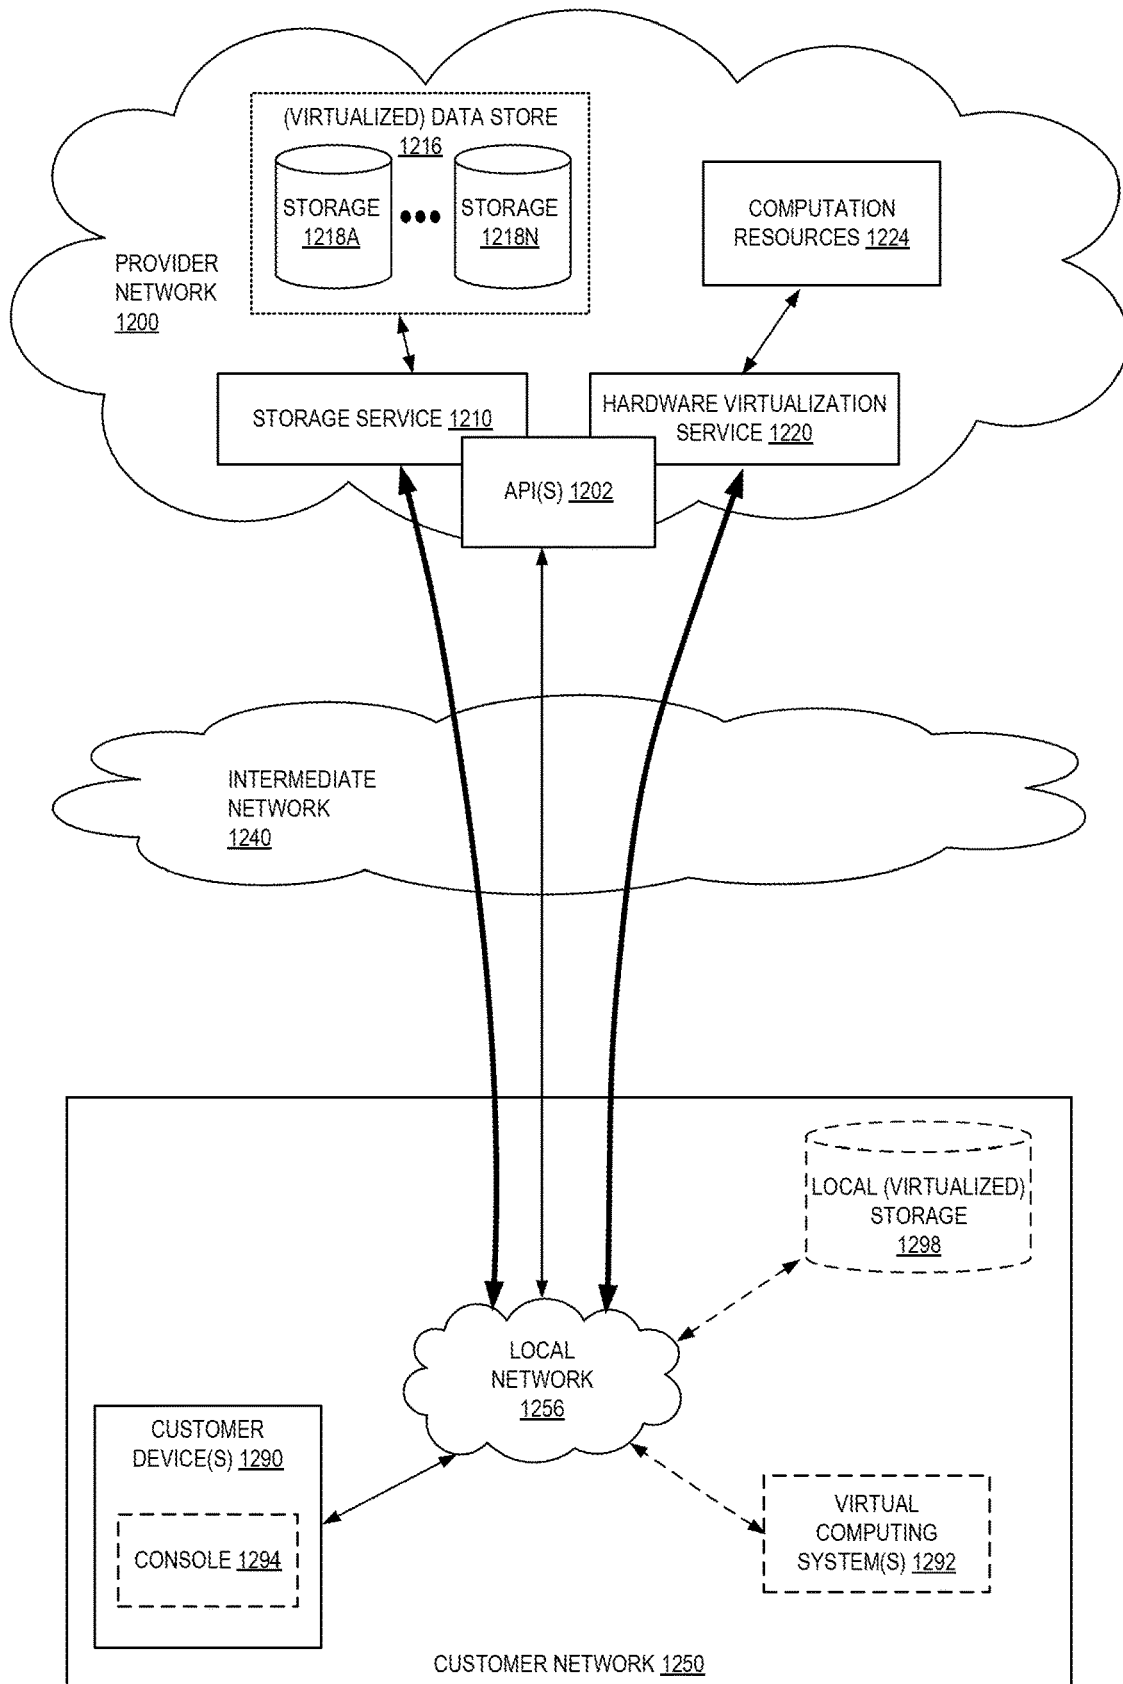 (VIRTUALIZED) DATA STORE
1216
STORAGE
1218A
STORAGE
1218N
COMPUTATION
RESOURCES 1224
PROVIDER
NETWORK
1200
STORAGE SERVICE 1210
HARDWARE VIRTUALIZATION
SERVICE 1220
API(S) 1202
INTERMEDIATE
NETWORK
1240
LOCAL (VIRTUALIZED)
STORAGE
1298
LOCAL
NETWORK
1256
CUSTOMER
DEVICE(S) 1290
CONSOLE 1294
VIRTUAL
COMPUTING
SYSTEM(S) 1292
CUSTOMER NETWORK 1250